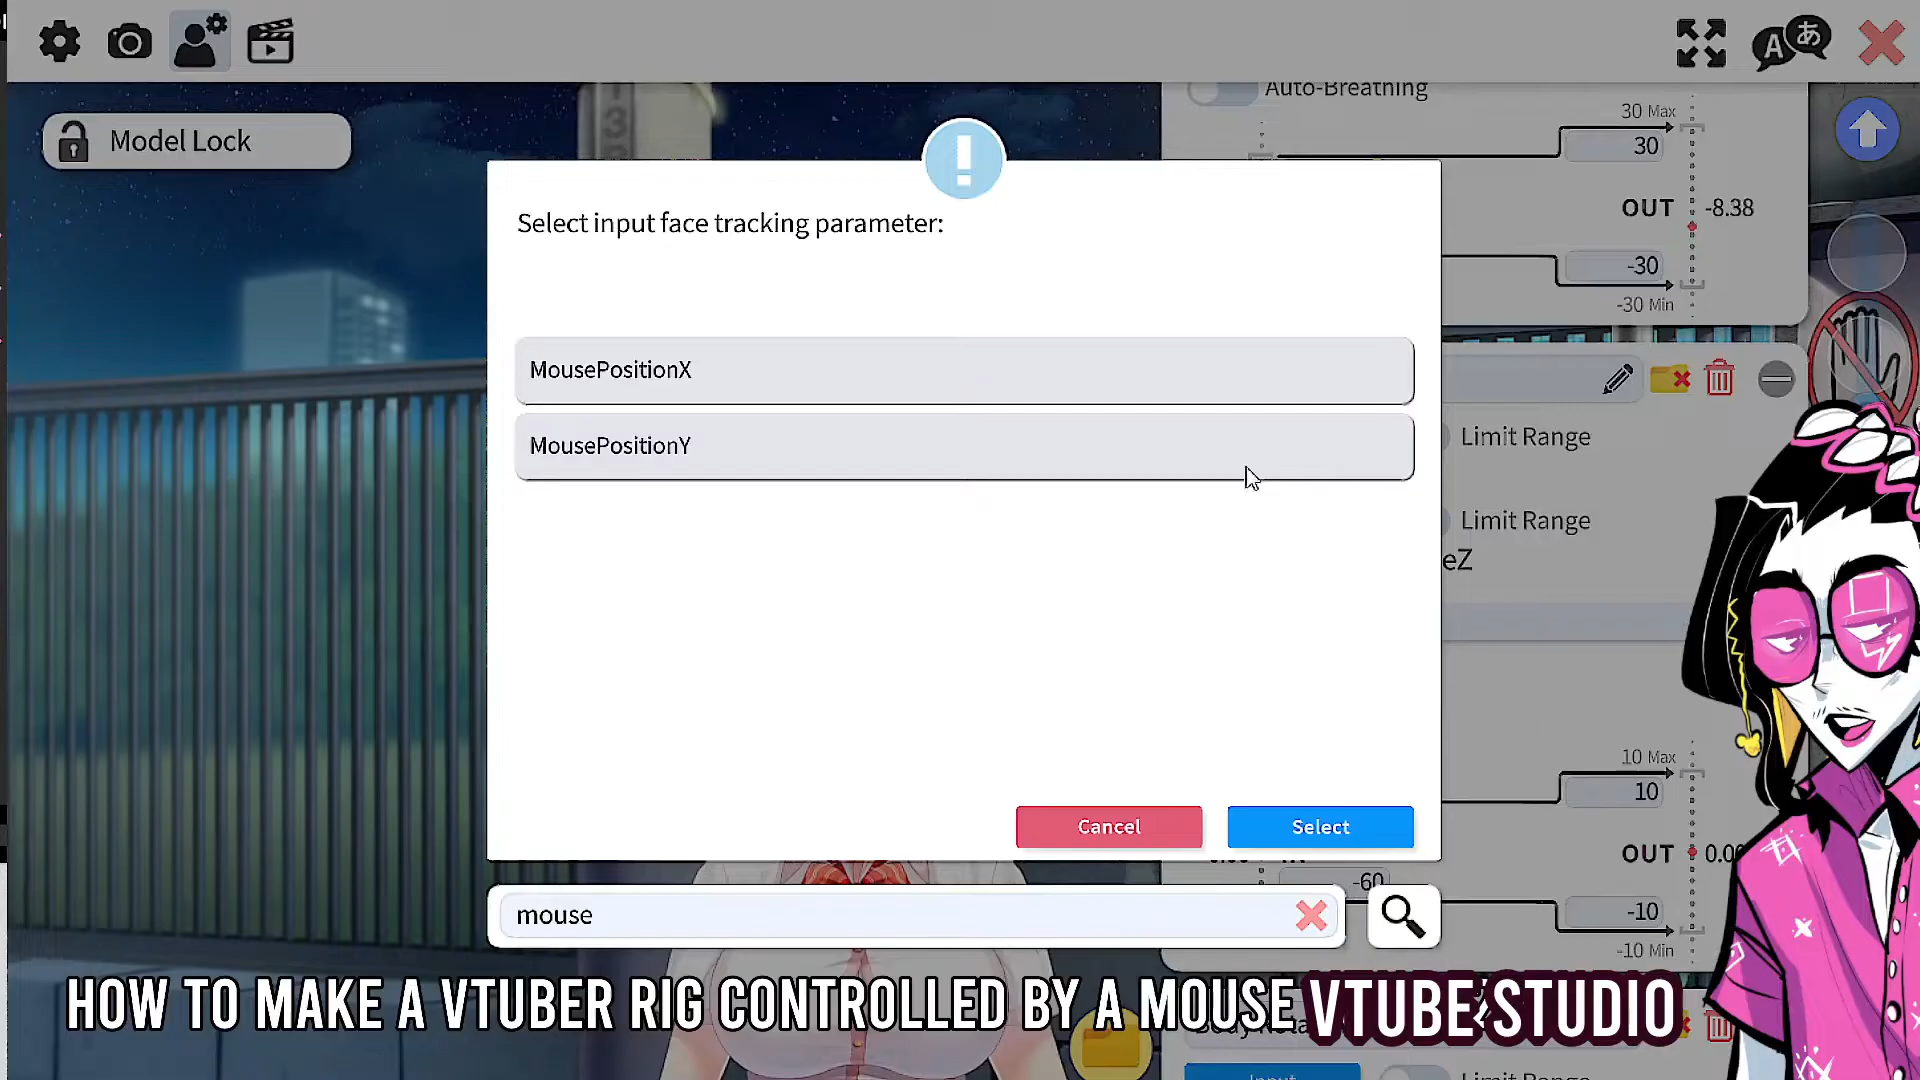 Auto-Breathing
30 Max
30
Model Lock
OUT -8.38
Select input face tracking parameter:
-30
-30 Min
MousePositionX
MousePositionY
Limit Range
Limit Range
eZ
10 Max
10
Cancel
Select
OUT
-60
mouse
-10
-10 Min
HOW TO MAKE A VTUBER RIG CONTROLLED BY A MOUSE VTUBE STUDIO
A あ